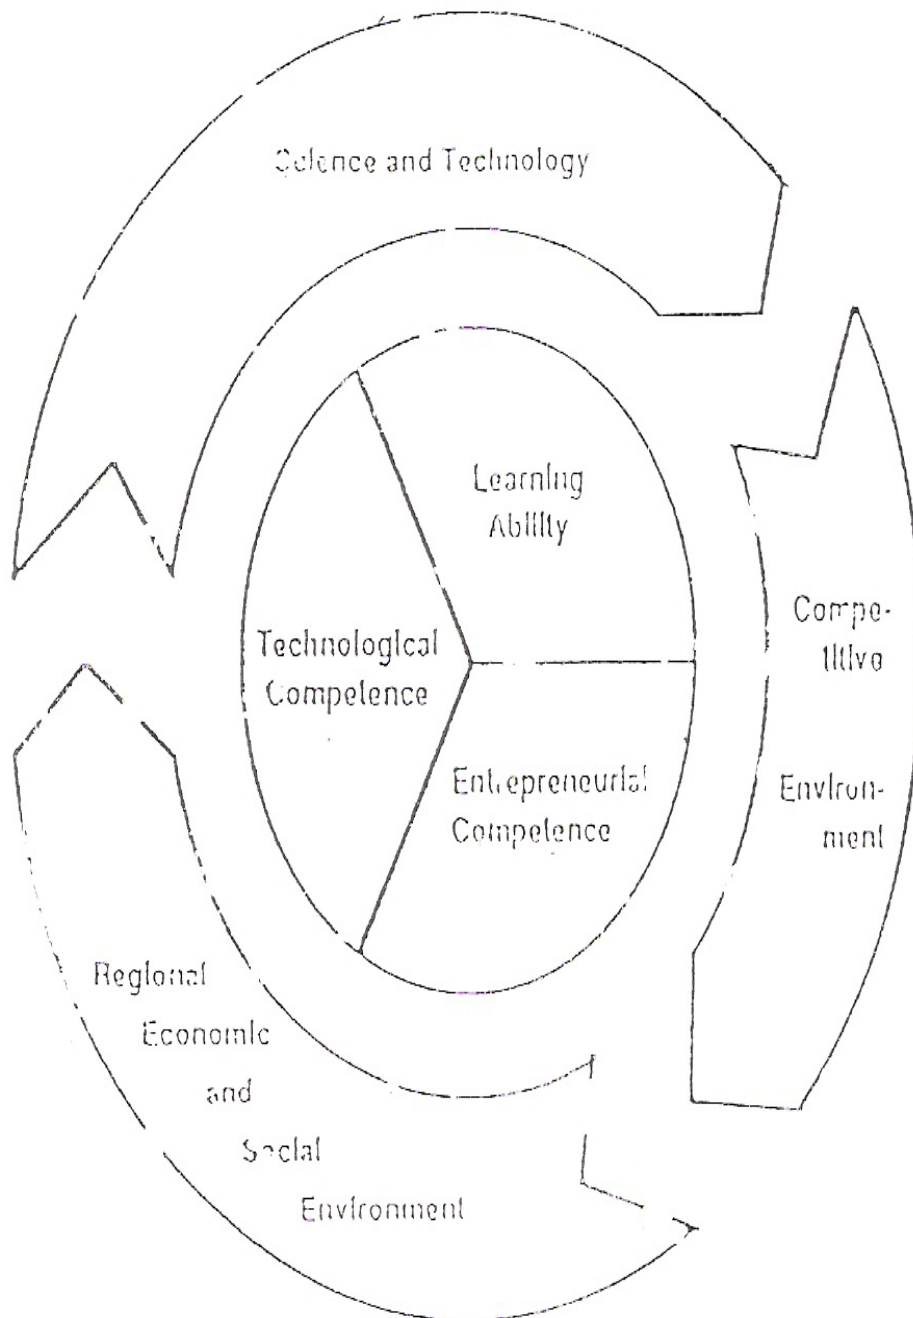 Science and Technology
Learning
Ability
Technological
Competence
Compe-
titive
Entrepreneurial
Competence
Environ-
ment
Regional
Economic
and
Social
Environment